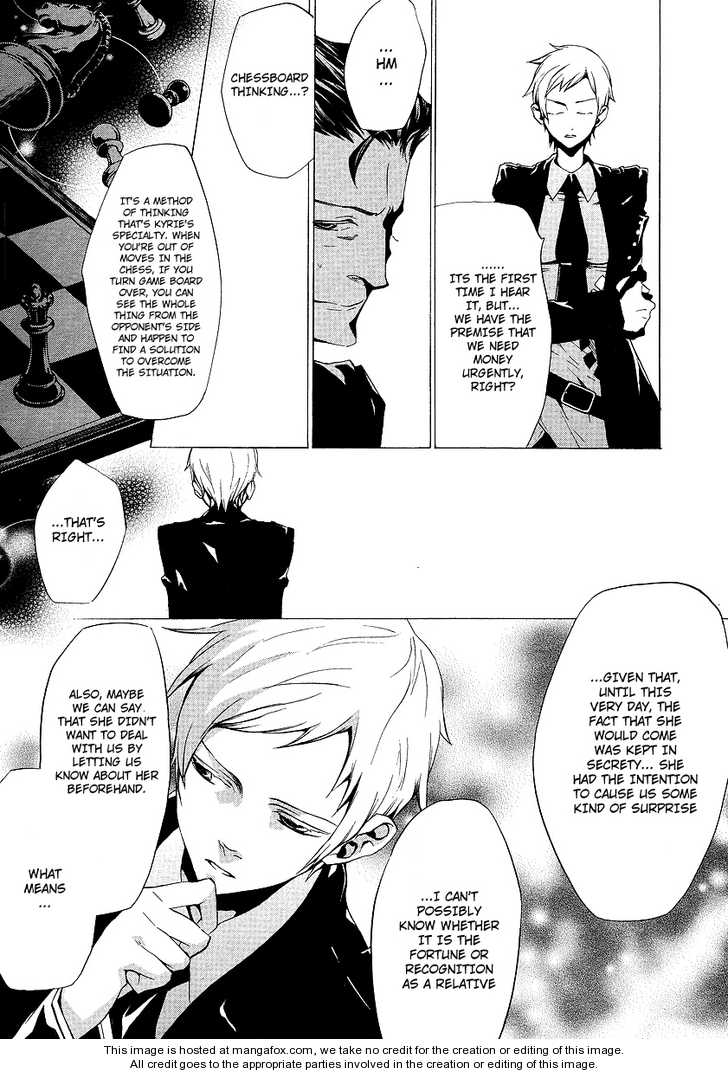 ......
ITS THE FIRST
TIME I HEAR
IT, BUT...
WE HAVE THE
PREMISE THAT
WE NEED
MONEY
URGENTLY,
RIGHT?
...
HM
...
CHESSBOARD
THINKING...?
IT'S A METHOD
OF THINKING
THAT'S KYRIE'S
SPECIALTY. WHEN
YOU'RE OUT OF
MOVES IN THE
CHESS, IF YOU
TURN GAME BOARD
OVER, YOU CAN
SEE THE WHOLE
THING FROM THE
OPPONENT'S SIDE
AND HAPPEN TO
FIND A SOLUTION
TO OVERCOME
THE SITUATION.
...THAT'S
RIGHT...
...GIVEN THAT,
UNTIL THIS
VERY DAY, THE
FACT THAT SHE
WOULD COME
WAS KEPT IN
SECRETY... SHE
HAD THE INTENTION
TO CAUSE US SOME
KIND OF SURPRISE
...I CAN'T
POSSIBLY
KNOW WHETHER
IT IS THE
FORTUNE OR
RECOGNITION
AS A RELATIVE
ALSO, MAYBE
WE CAN SAY
THAT SHE DIDN'T
WANT TO DEAL
WITH US BY
LETTING US
KNOW ABOUT HER
BEFOREHAND.
WHAT
MEANS
...
This image is hosted at mangafox.com, we take no credit for the creation or editing of this image.
All credit goes to the appropriate parties involved in the creation or editing of this image.